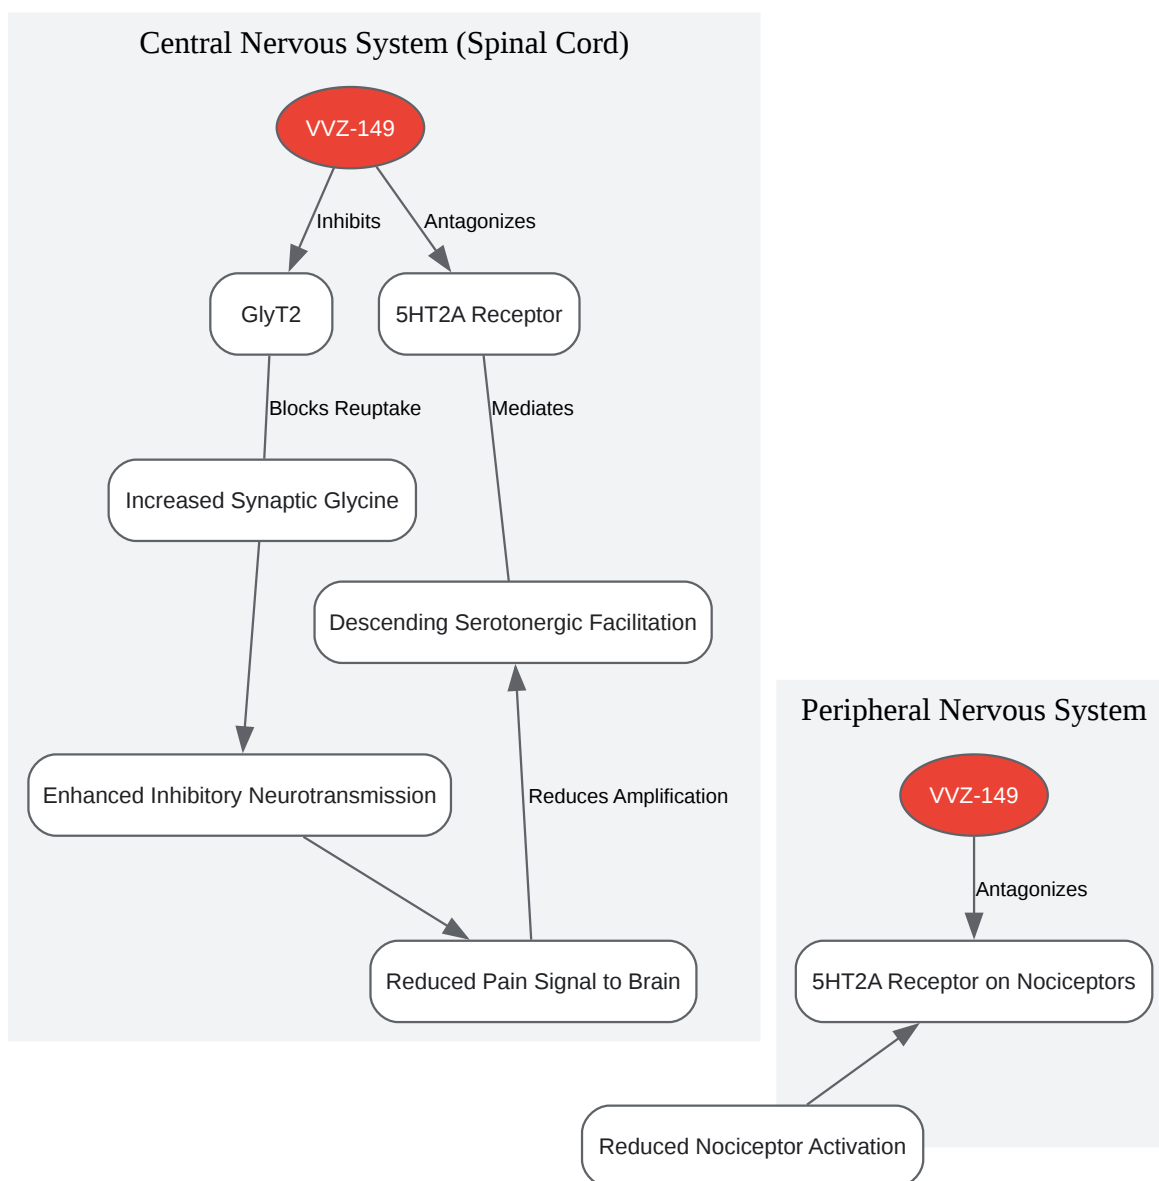 Central Nervous System (Spinal Cord)
VVZ-149
Inhibits
Antagonizes
GlyT2
5HT2A Receptor
Blocks Reuptake
Mediates
Increased Synaptic Glycine
Descending Serotonergic Facilitation
Enhanced Inhibitory Neurotransmission
Reduces Amplification
Reduced Pain Signal to Brain
Peripheral Nervous System
VVZ-149
Antagonizes
5HT2A Receptor on Nociceptors
Reduced Nociceptor Activation